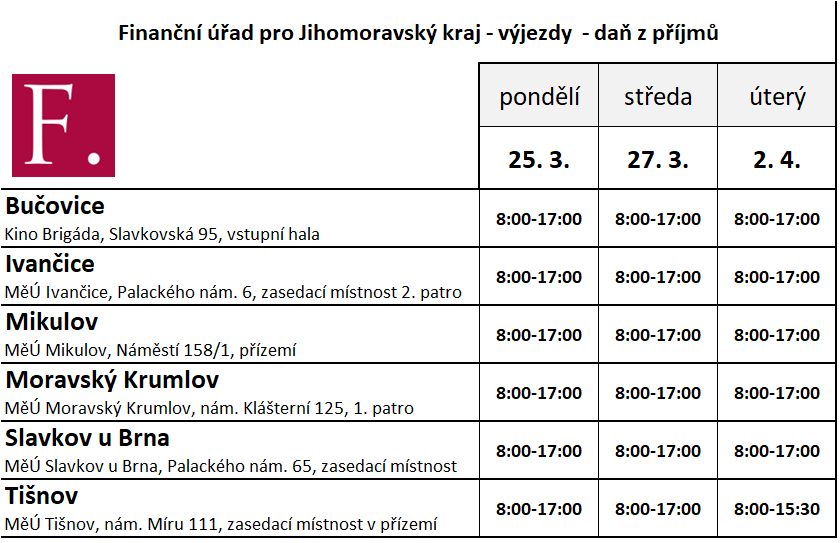 Finanční úřad pro Jihomoravský kraj - výjezdy - daň z příjmů
F.
pondělí středa úterý
25. 3. 27. 3. 2. 4.
Bučovice
Kino Brigáda, Slavkovská 95, vstupní hala
8:00-17:00 8:00-17:00 8:00-17:00
Ivančice
MěÚ Ivančice, Palackého nám. 6, zasedací místnost 2. patro
8:00-17:00 8:00-17:00 8:00-17:00
Mikulov
MěÚ Mikulov, Náměstí 158/1, přízemí
8:00-17:00 8:00-17:00 8:00-17:00
Moravský Krumlov
MěÚ Moravský Krumlov, nám. Klášterní 125, 1. patro
8:00-17:00 8:00-17:00 8:00-17:00
Slavkov u Brna
MěÚ Slavkov u Brna, Palackého nám. 65, zasedací místnost
8:00-17:00 8:00-17:00 8:00-17:00
Tišnov
MěÚ Tišnov, nám. Míru 111, zasedací místnost v přízemí
8:00-17:00 8:00-17:00 8:00-15:30